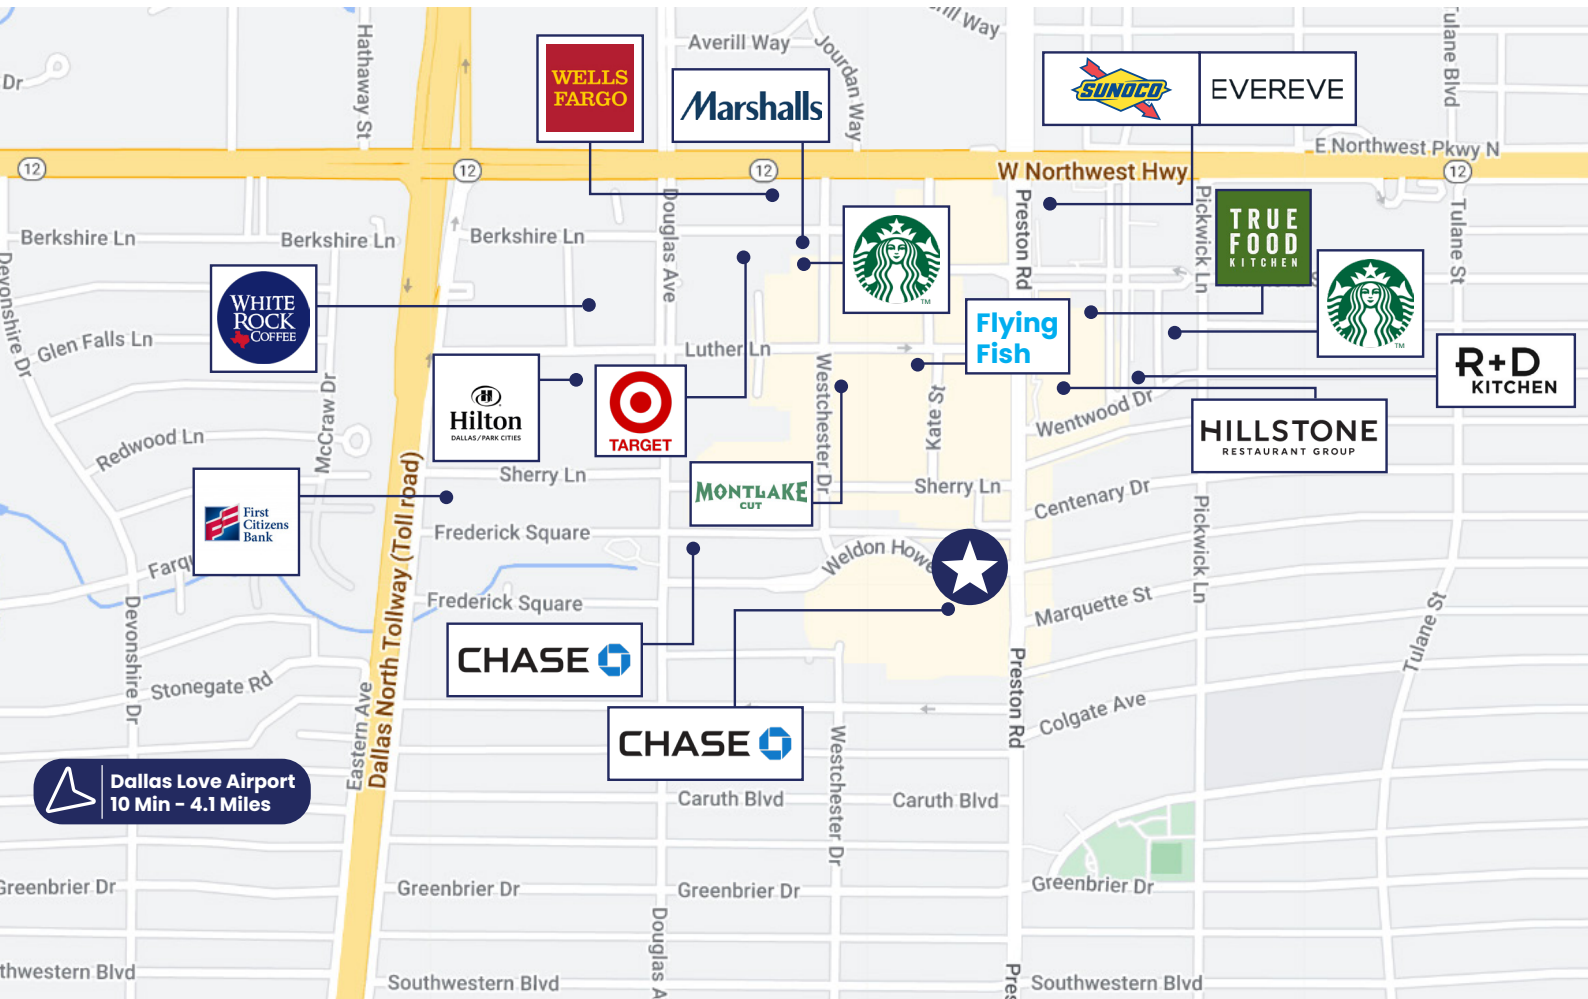 Averill Way
Way
Hathaway St
Jourdan Way
Tulane Blvd
Dr
WELLS
FARGO
Marshalls
SUNOCO
EVEREVE
E Northwest Pkwy N
12
12
12
W Northwest Hwy
12
Berkshire Ln
Berkshire Ln
Berkshire Ln
Douglas Ave
Preston Rd
Pickwick Ln
Tulane St
TRUE
FOOD
KITCHEN
TM
TM
Devonshire Dr
WHITE
ROCK
COFFEE
Flying
Fish
Glen Falls Ln
Luther Ln
Westchester Dr
Kate St
R+D
KITCHEN
Hilton
DALLAS/PARK CITIES
TARGET
McCraw Dr
Redwood Ln
Wentwood Dr
HILLSTONE
RESTAURANT GROUP
Sherry Ln
MONTLAKE
CUT
Sherry Ln
Centenary Dr
Pickwick Ln
First
Citizens
Bank
Frederick Square
Weldon Howe
Dallas North Tollway (Toll road)
Farqu
Frederick Square
Marquette St
Tulane St
Devonshire Dr
CHASE
Stonegate Rd
Eastern Ave
Preston Rd
Colgate Ave
CHASE
Westchester Dr
Dallas Love Airport
10 Min - 4.1 Miles
Caruth Blvd
Caruth Blvd
Greenbrier Dr
Greenbrier Dr
Greenbrier Dr
Greenbrier Dr
Douglas A
Pres
thwestern Blvd
Southwestern Blvd
Southwestern Blvd